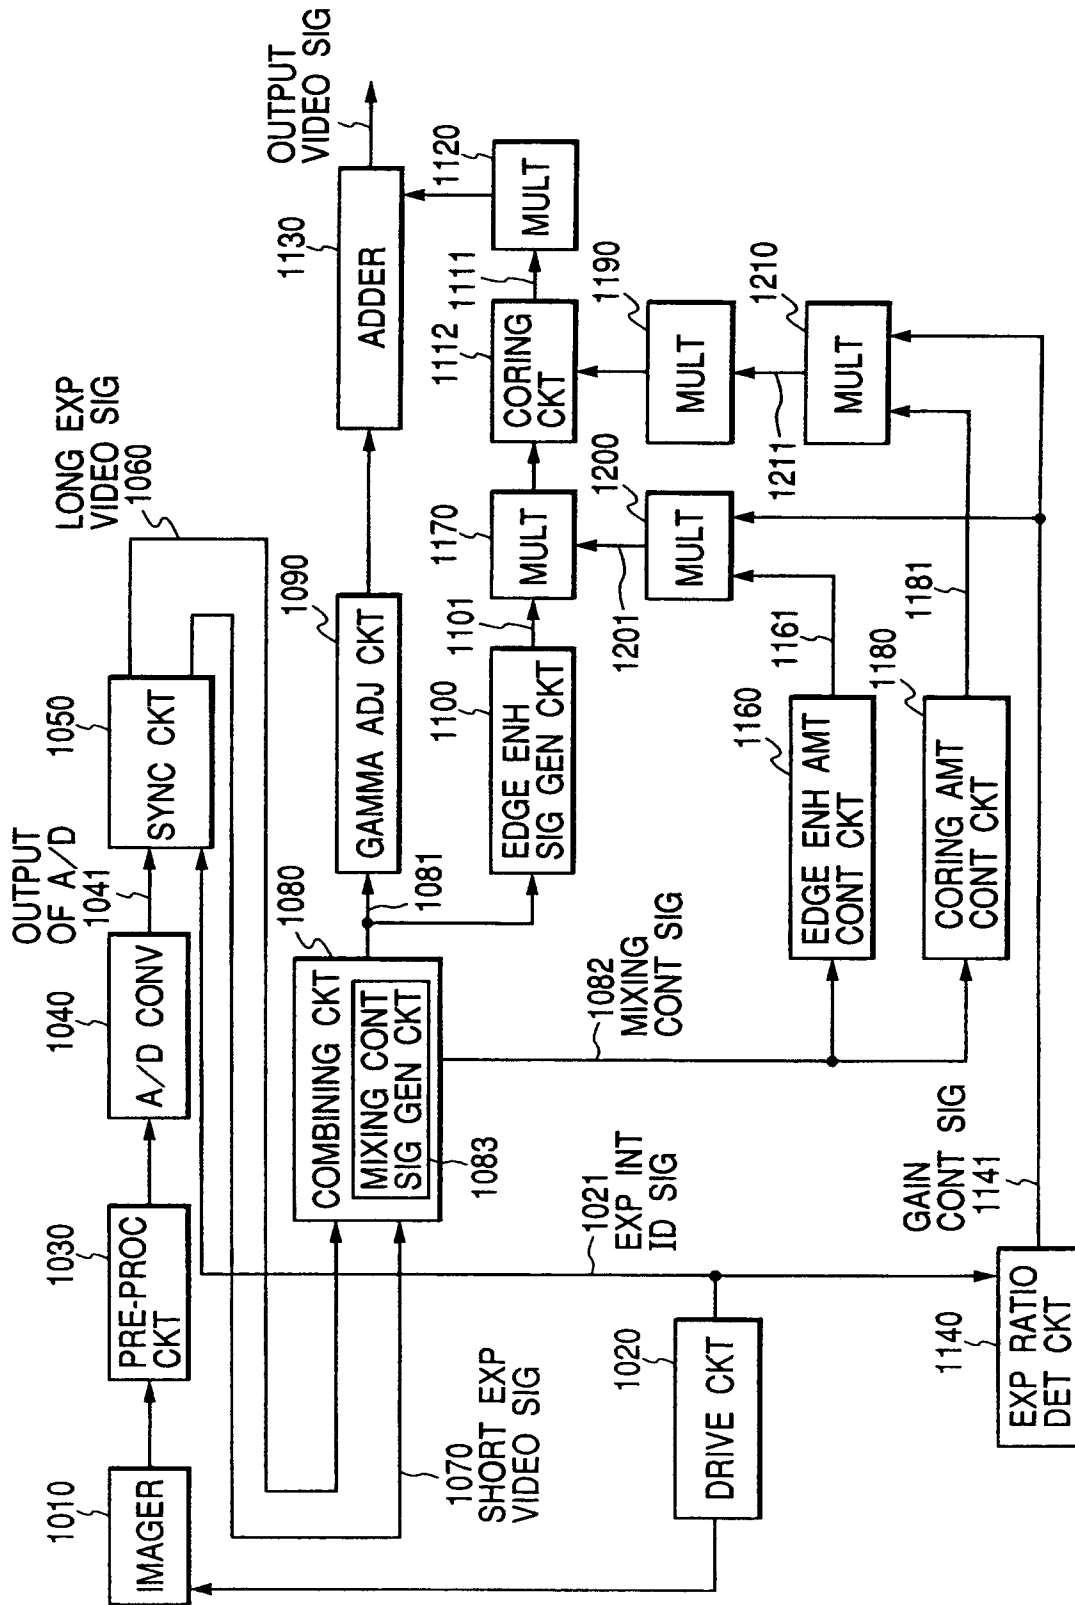 1010
IMAGER
1030
PRE-PROC
CKT
1040
A/D CONV
OUTPUT
OF A/D
1041
1050
SYNC CKT
LONG EXP
VIDEO SIG
1060
1070
SHORT EXP
VIDEO SIG
1080
COMBINING CKT
MIXING CONT
SIG GEN CKT
1083
1081
1090
GAMMA ADJ CKT
1130
ADDER
OUTPUT
VIDEO SIG
1100
EDGE ENH
SIG GEN CKT
1101
1170
MULT
1112
CORING
CKT
1111
1120
MULT
1020
DRIVE CKT
1021
EXP INT
ID SIG
1082
MIXING
CONT SIG
1201
1200
MULT
1190
MULT
1160
EDGE ENH AMT
CONT CKT
1161
1211
1210
MULT
1180
CORING AMT
CONT CKT
1181
1140
EXP RATIO
DET CKT
GAIN
CONT SIG
1141